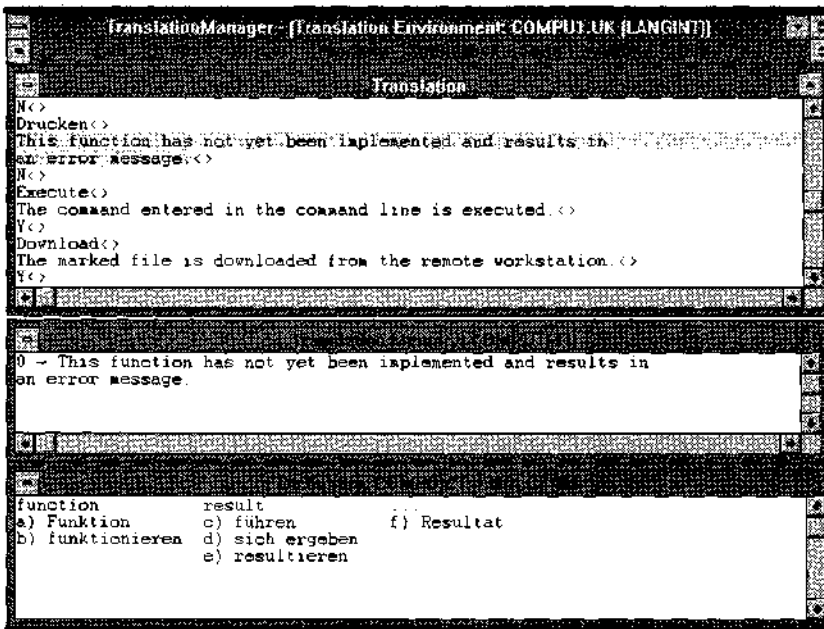 TranslationManager - [Translation Environment: COMPUT.UK (LANGINT)]
Translation
N<>
Drucken<>
This function has not yet been implemented and results in
an error message.<>
N<>
Execute<>
The command entered in the command line is executed.<>
Y<>
Download<>
The marked file is downloaded from the remote workstation.<>
Y<>
0 - This function has not yet been implemented and results in
an error message.
function result ...
a) Funktion c) führen f) Resultat
b) funktionieren d) sich ergeben
e) resultieren